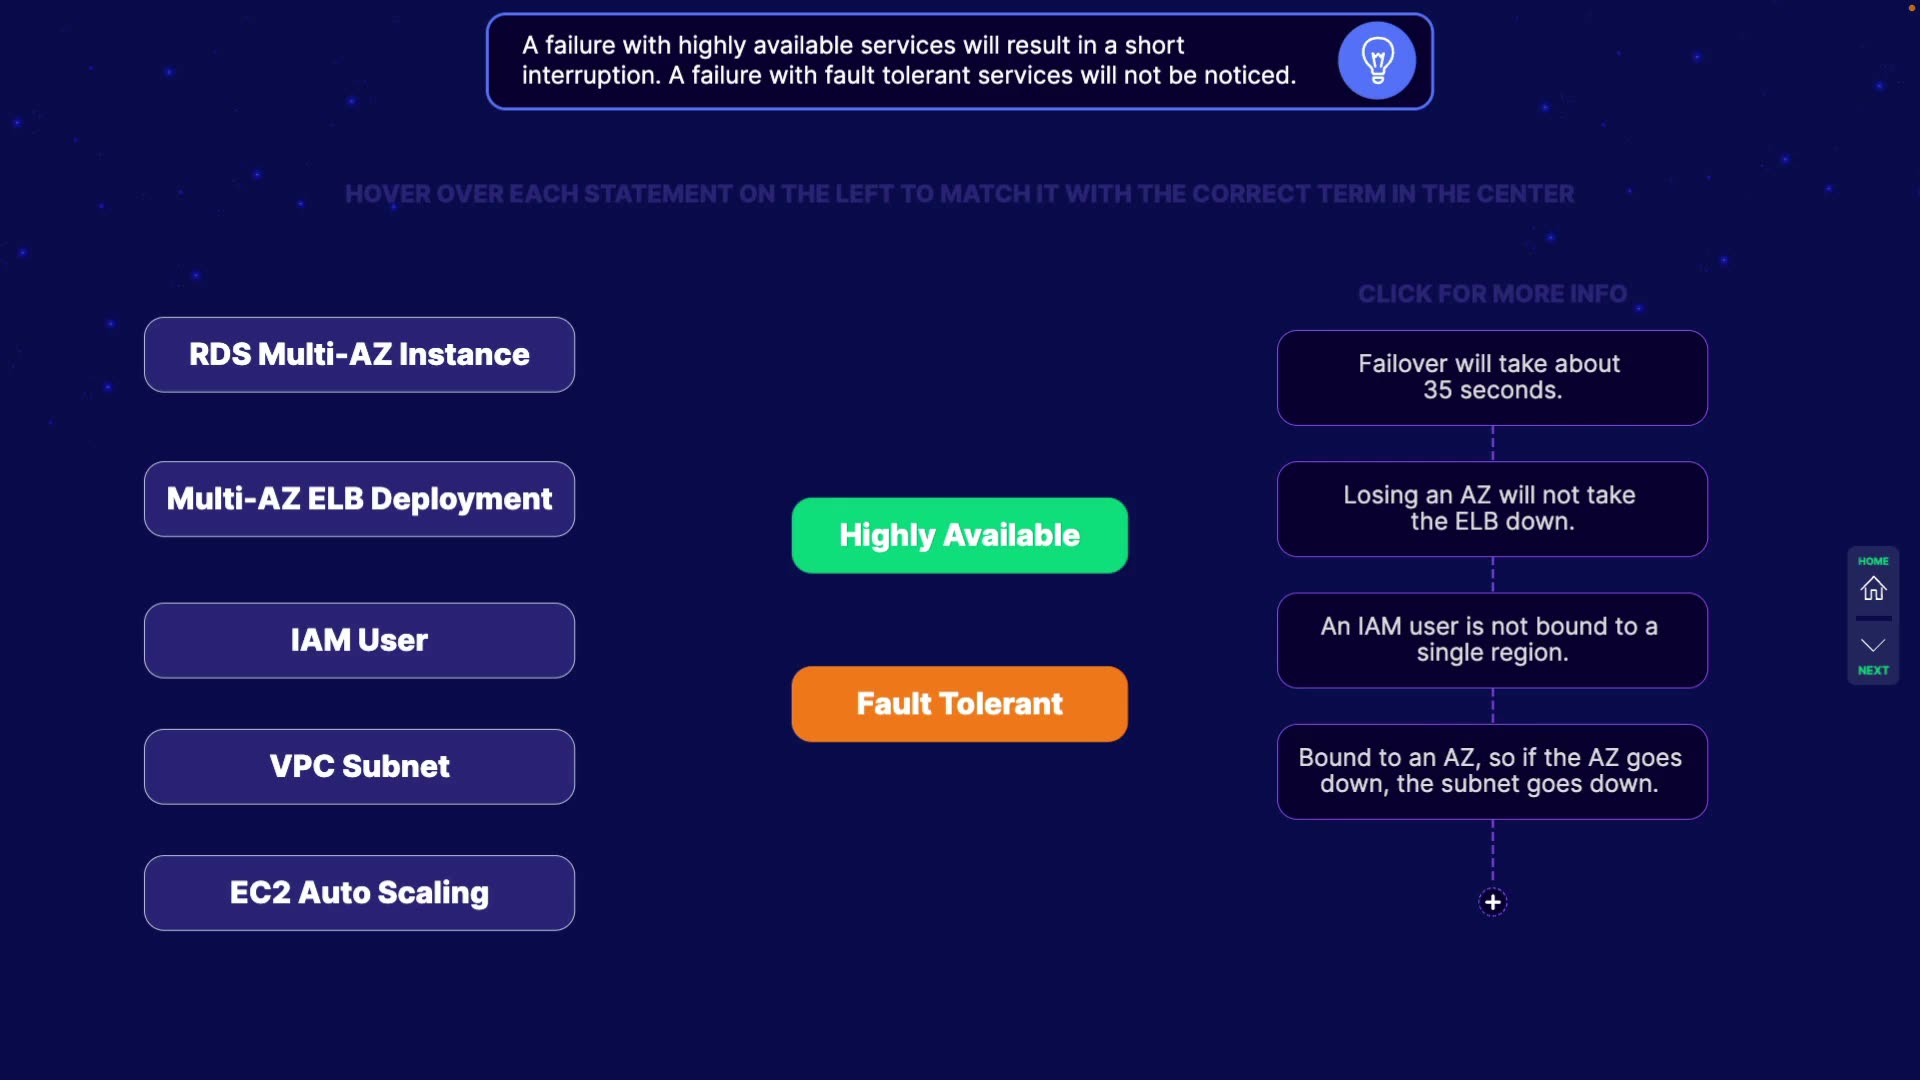 A failure with highly available services will result in a short
interruption. A failure with fault tolerant services will not be noticed.
HOVER OVER EACH STATEMENT ON THE LEFT TO MATCH IT WITH THE CORRECT TERM IN THE CENTER
RDS Multi-AZ Instance
Multi-AZ ELB Deployment
IAM User
VPC Subnet
EC2 Auto Scaling
Highly Available
Fault Tolerant
CLICK FOR MORE INFO
Failover will take about
35 seconds.
Losing an AZ will not take
the ELB down.
An IAM user is not bound to a
single region.
Bound to an AZ, so if the AZ goes
down, the subnet goes down.
HOME
NEXT